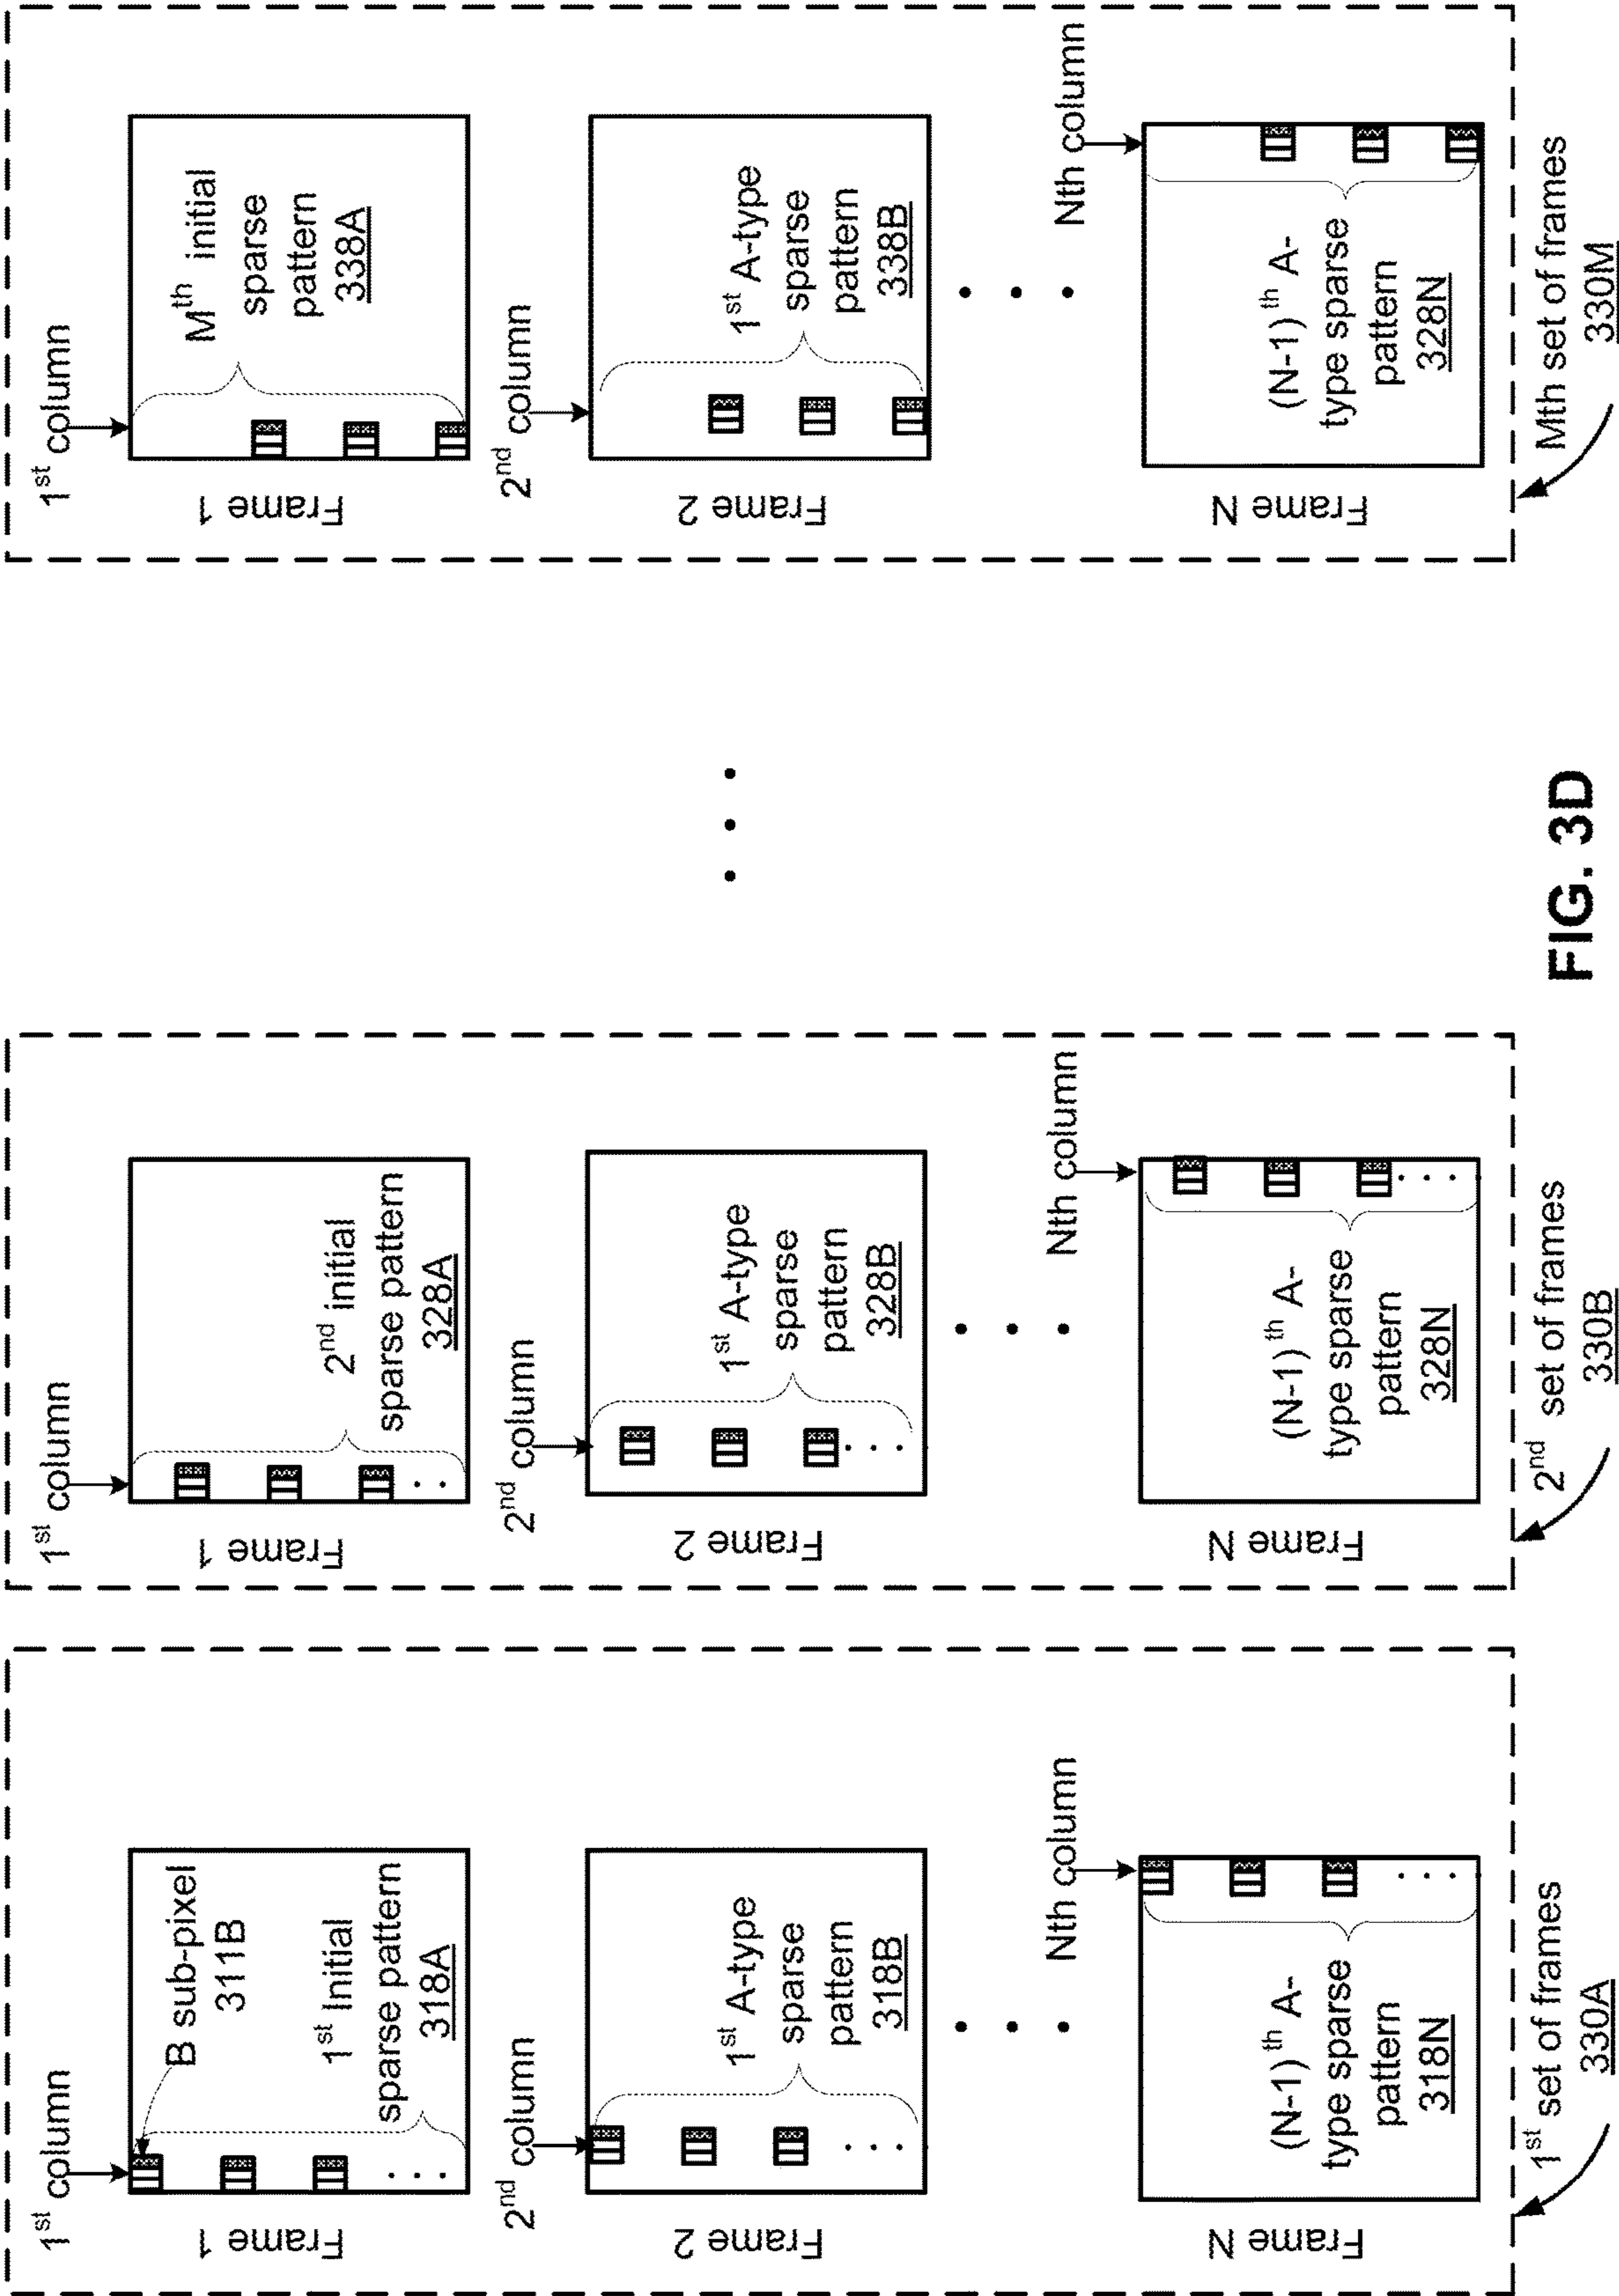 1st column
Frame 1
B sub-pixel
311B
1st Initial
sparse pattern
318A
2nd column
Frame 2
1st A-type
sparse
pattern
318B
Nth column
Frame N
(N-1)th A-
type sparse
pattern
318N
1st set of frames
330A
1st column
Frame 1
2nd initial
sparse pattern
328A
2nd column
Frame 2
1st A-type
sparse
pattern
328B
Nth column
Frame N
(N-1)th A-
type sparse
pattern
328N
2nd set of frames
330B
1st column
Frame 1
Mth initial
sparse
pattern
338A
2nd column
Frame 2
1st A-type
sparse
pattern
338B
Nth column
Frame N
(N-1)th A-
type sparse
pattern
328N
Mth set of frames
330M
FIG. 3D